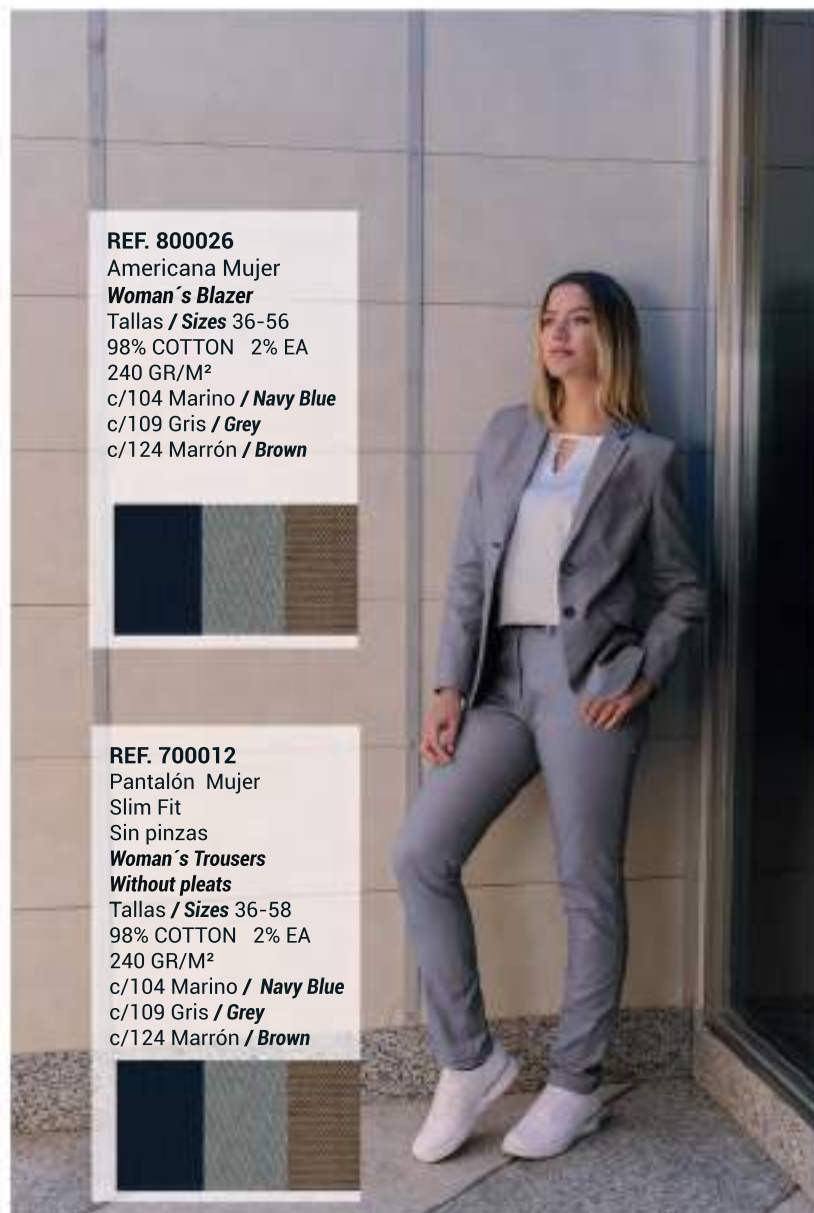 REF. 800026
Americana Mujer
Woman´s Blazer
Tallas / Sizes 36-56
98% COTTON   2% EA
240 GR/M²
c/104 Marino / Navy Blue
c/109 Gris / Grey
c/124 Marrón / Brown
REF. 700012
Pantalón  Mujer
Slim Fit
Sin pinzas
Woman´s Trousers
Without pleats
Tallas / Sizes 36-58
98% COTTON   2% EA
240 GR/M²
c/104 Marino /  Navy Blue
c/109 Gris / Grey
c/124 Marrón / Brown